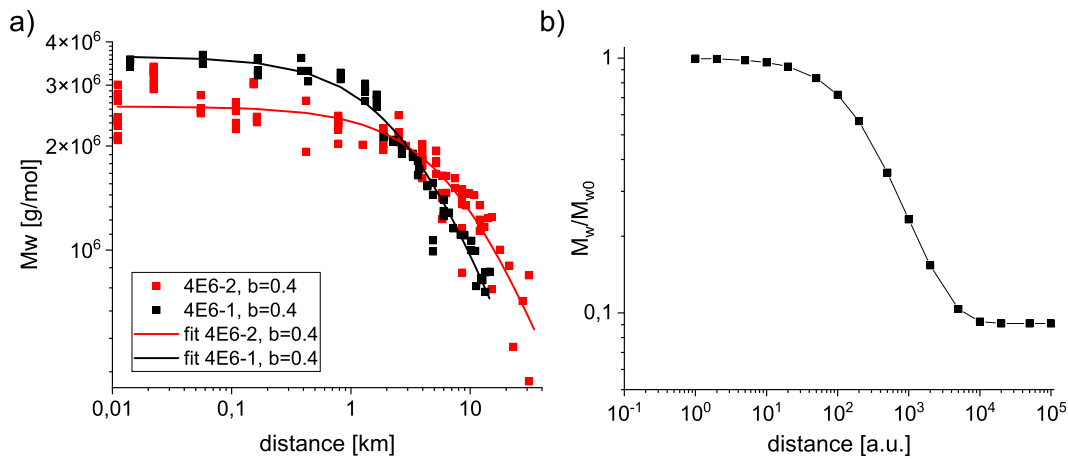 a)
4×10⁶
3×10⁶
2×10⁶
10⁶
Mw [g/mol]
4E6-2, b=0.4
4E6-1, b=0.4
fit 4E6-2, b=0.4
fit 4E6-1, b=0.4
0,01 0,1 1 10
distance [km]
b)
1
0,1
M_w/M_w0
10⁻¹ 10⁰ 10¹ 10² 10³ 10⁴ 10⁵
distance [a.u.]